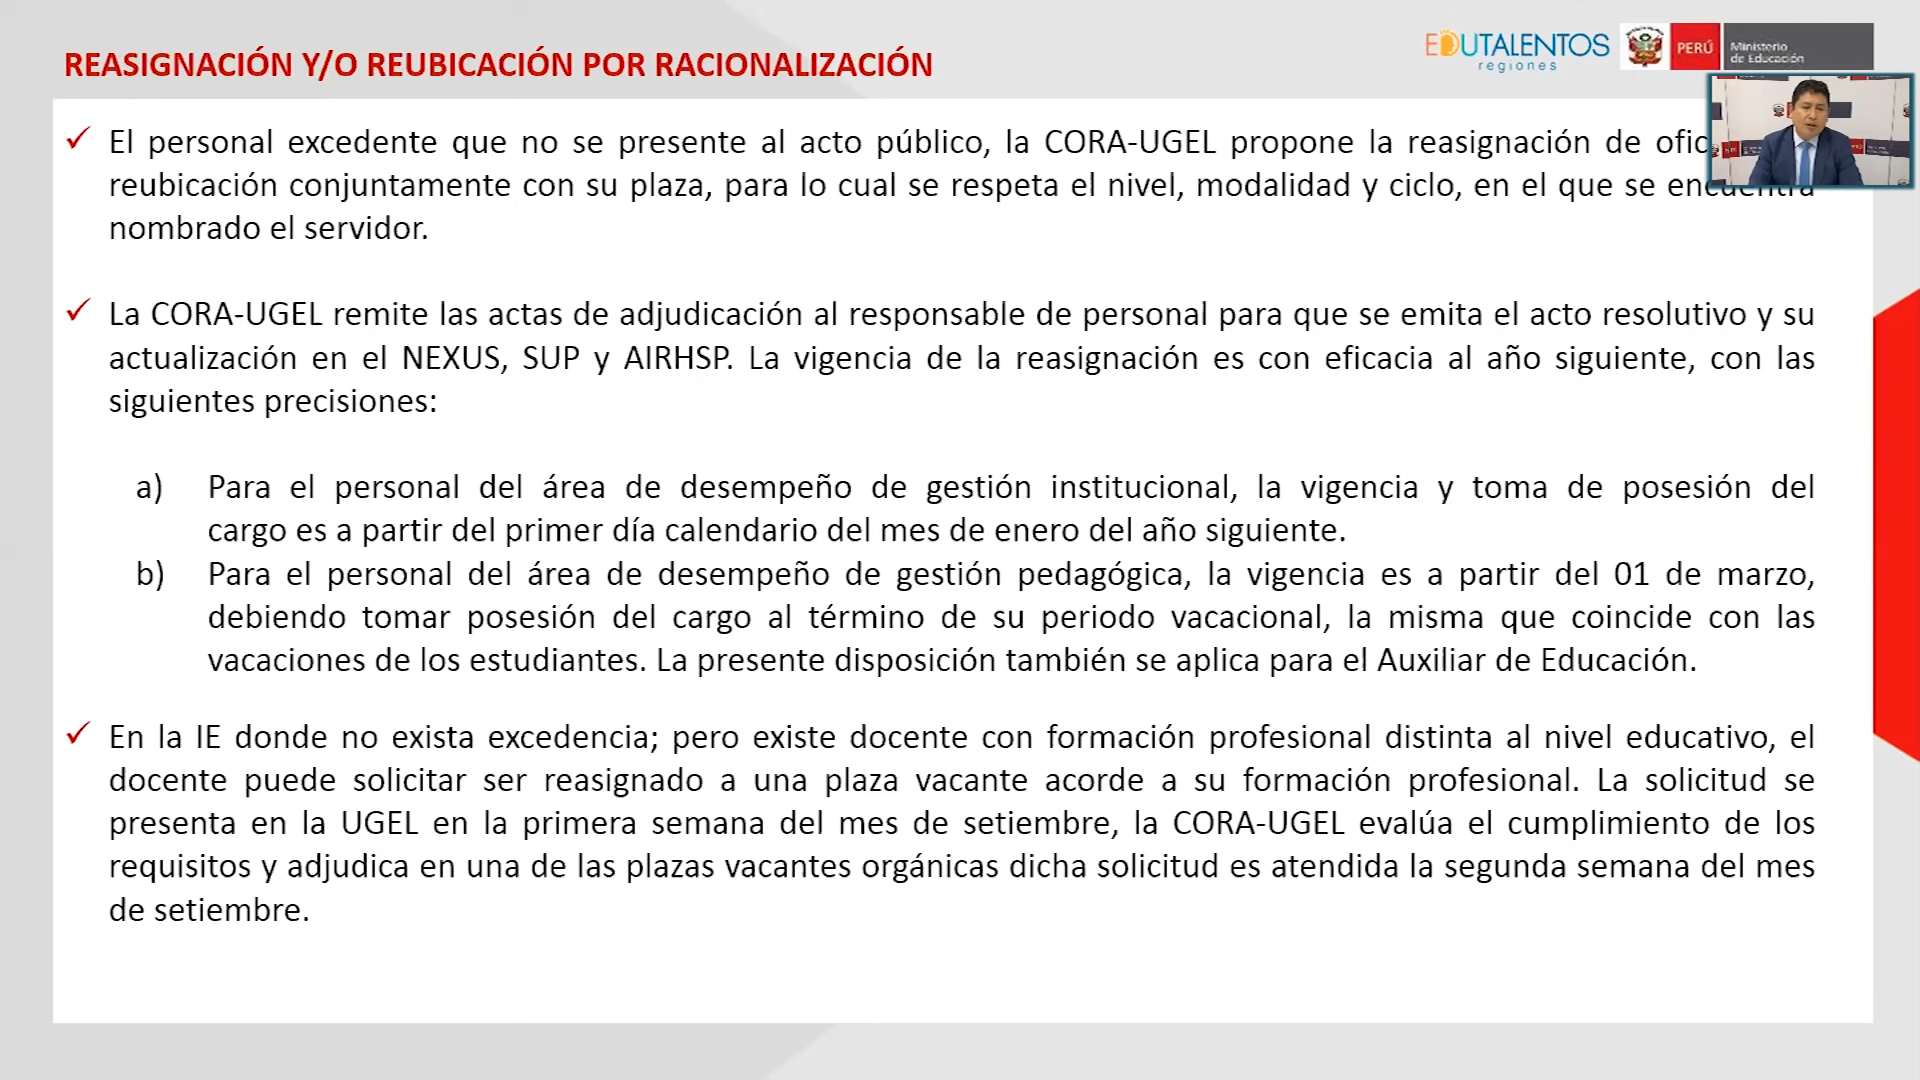 REASIGNACIÓN Y/O REUBICACIÓN POR RACIONALIZACIÓN
EDUTALENTOS
regiones
PERÚ
Ministerio
de Educación
El personal excedente que no se presente al acto público, la CORA-UGEL propone la reasignación de
reubicación conjuntamente con su plaza, para lo cual se respeta el nivel, modalidad y ciclo, en el que se encuentra
nombrado el servidor.
La CORA-UGEL remite las actas de adjudicación al responsable de personal para que se emita el acto resolutivo y su
actualización en el NEXUS, SUP y AIRHSP. La vigencia de la reasignación es con eficacia al año siguiente, con las
siguientes precisiones:
a) Para el personal del área de desempeño de gestión institucional, la vigencia y toma de posesión del
cargo es a partir del primer día calendario del mes de enero del año siguiente.
b) Para el personal del área de desempeño de gestión pedagógica, la vigencia es a partir del 01 de marzo,
debiendo tomar posesión del cargo al término de su periodo vacacional, la misma que coincide con las
vacaciones de los estudiantes. La presente disposición también se aplica para el Auxiliar de Educación.
En la IE donde no exista excedencia; pero existe docente con formación profesional distinta al nivel educativo, el
docente puede solicitar ser reasignado a una plaza vacante acorde a su formación profesional. La solicitud se
presenta en la UGEL en la primera semana del mes de setiembre, la CORA-UGEL evalúa el cumplimiento de los
requisitos y adjudica en una de las plazas vacantes orgánicas dicha solicitud es atendida la segunda semana del mes
de setiembre.